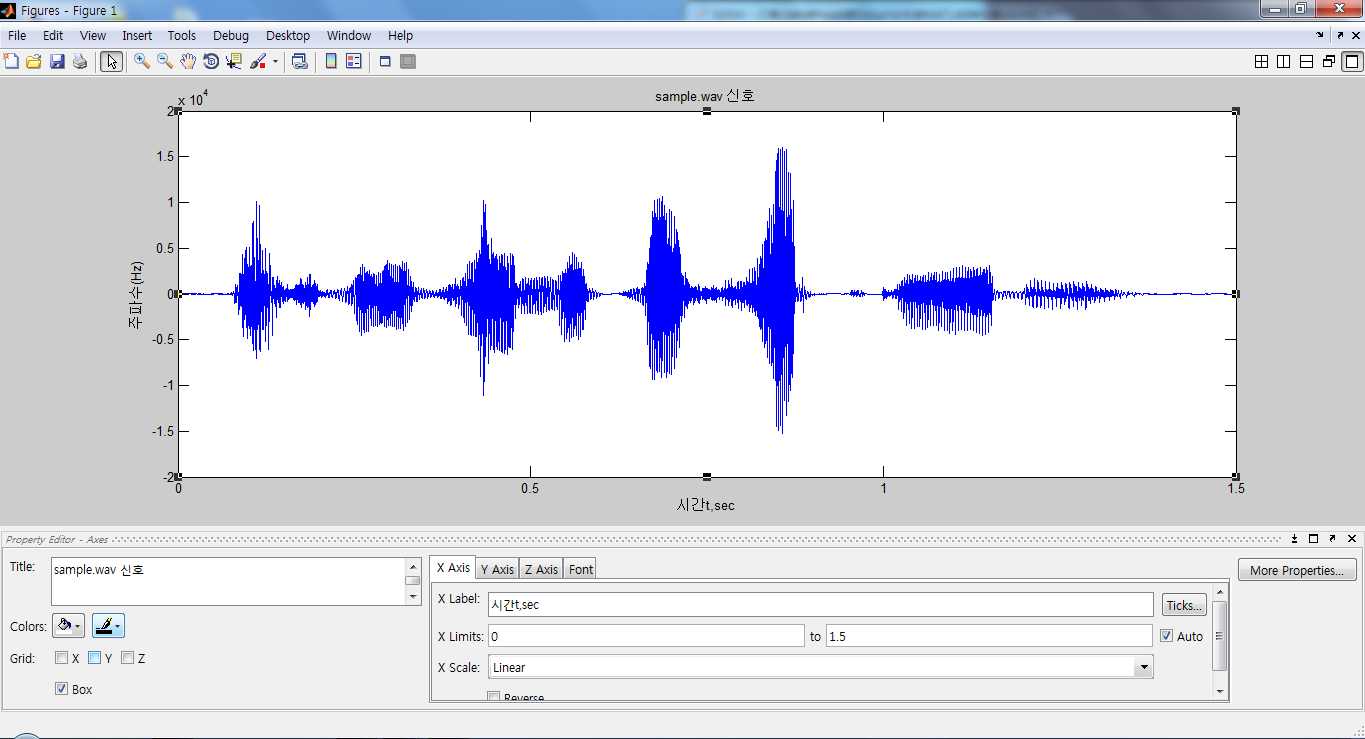 Figures - Figure 1
File Edit View Insert Tools Debug Desktop Window Help
sample.wav 신호
x 10^4
2
1.5
1
0.5
0
-0.5
-1
-1.5
-2
주파수(Hz)
0 0.5 1 1.5
시간t,sec
Property Editor - Axes
Title: sample.wav 신호
Colors:
Grid: X Y Z
Box
X Axis Y Axis Z Axis Font
X Label: 시간t,sec Ticks...
X Limits: 0 to 1.5 Auto
X Scale: Linear
Reverse
More Properties...